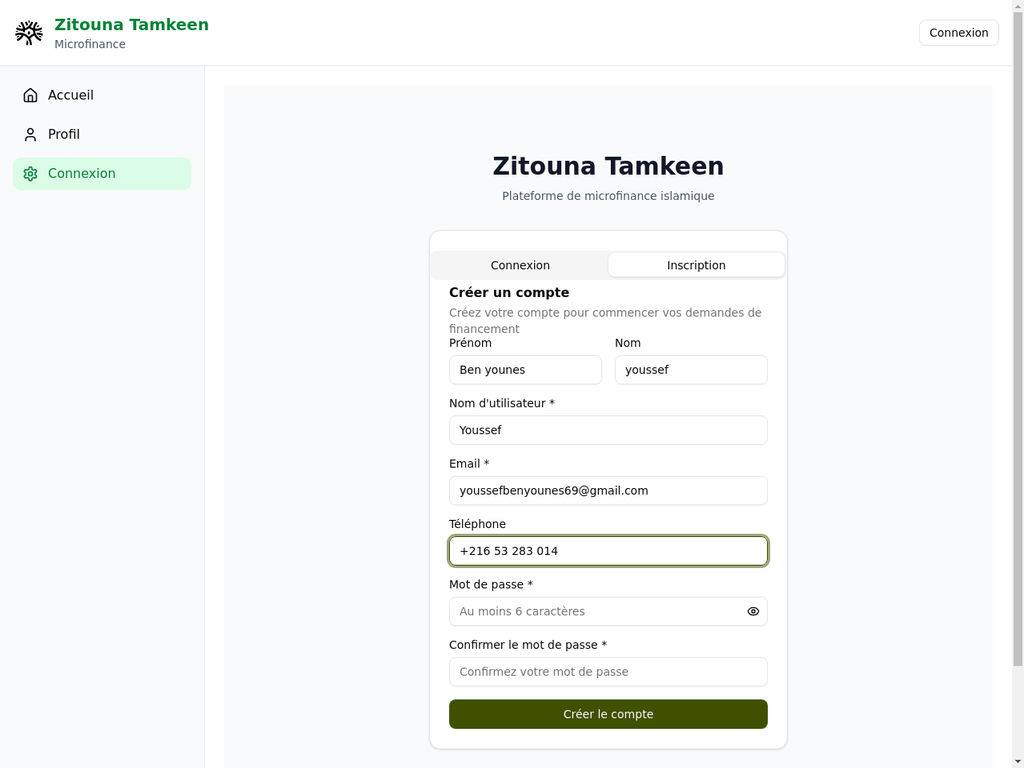 Zitouna Tamkeen
Microfinance
Connexion
Accueil
Profil
Connexion
Zitouna Tamkeen
Plateforme de microfinance islamique
Connexion
Inscription
Créer un compte
Créez votre compte pour commencer vos demandes de
financement
Prénom
Nom
Ben younes
youssef
Nom d'utilisateur *
Youssef
Email *
youssefbenyounes69@gmail.com
Téléphone
+216 53 283 014
Mot de passe *
Au moins 6 caractères
Confirmer le mot de passe *
Confirmez votre mot de passe
Créer le compte